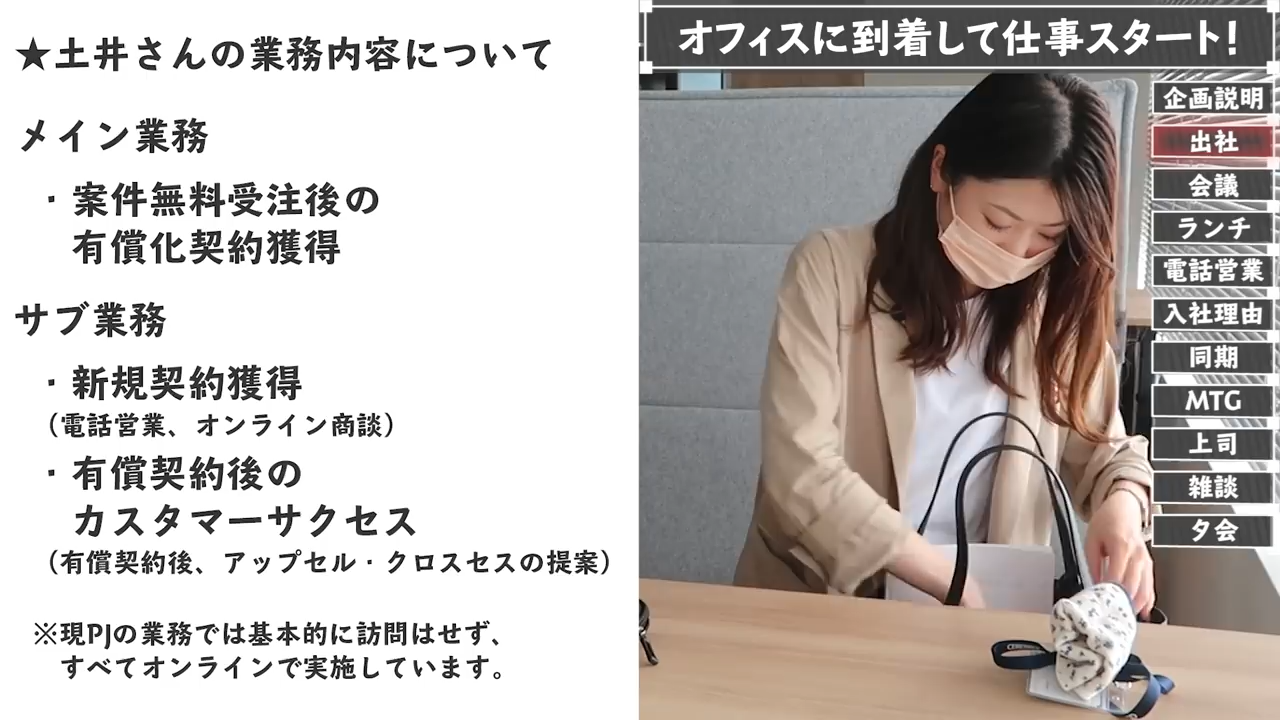 ★土井さんの業務内容について
メイン業務
・案件無料受注後の
有償化契約獲得
サブ業務
・新規契約獲得
（電話営業、オンライン商談）
・有償契約後の
カスタマーサクセス
（有償契約後、アップセル・クロスセスの提案）
※現PJの業務では基本的に訪問はせず、
すべてオンラインで実施しています。
オフィスに到着して仕事スタート！
企画説明
出社
会議
ランチ
電話営業
入社理由
同期
MTG
上司
雑談
夕会